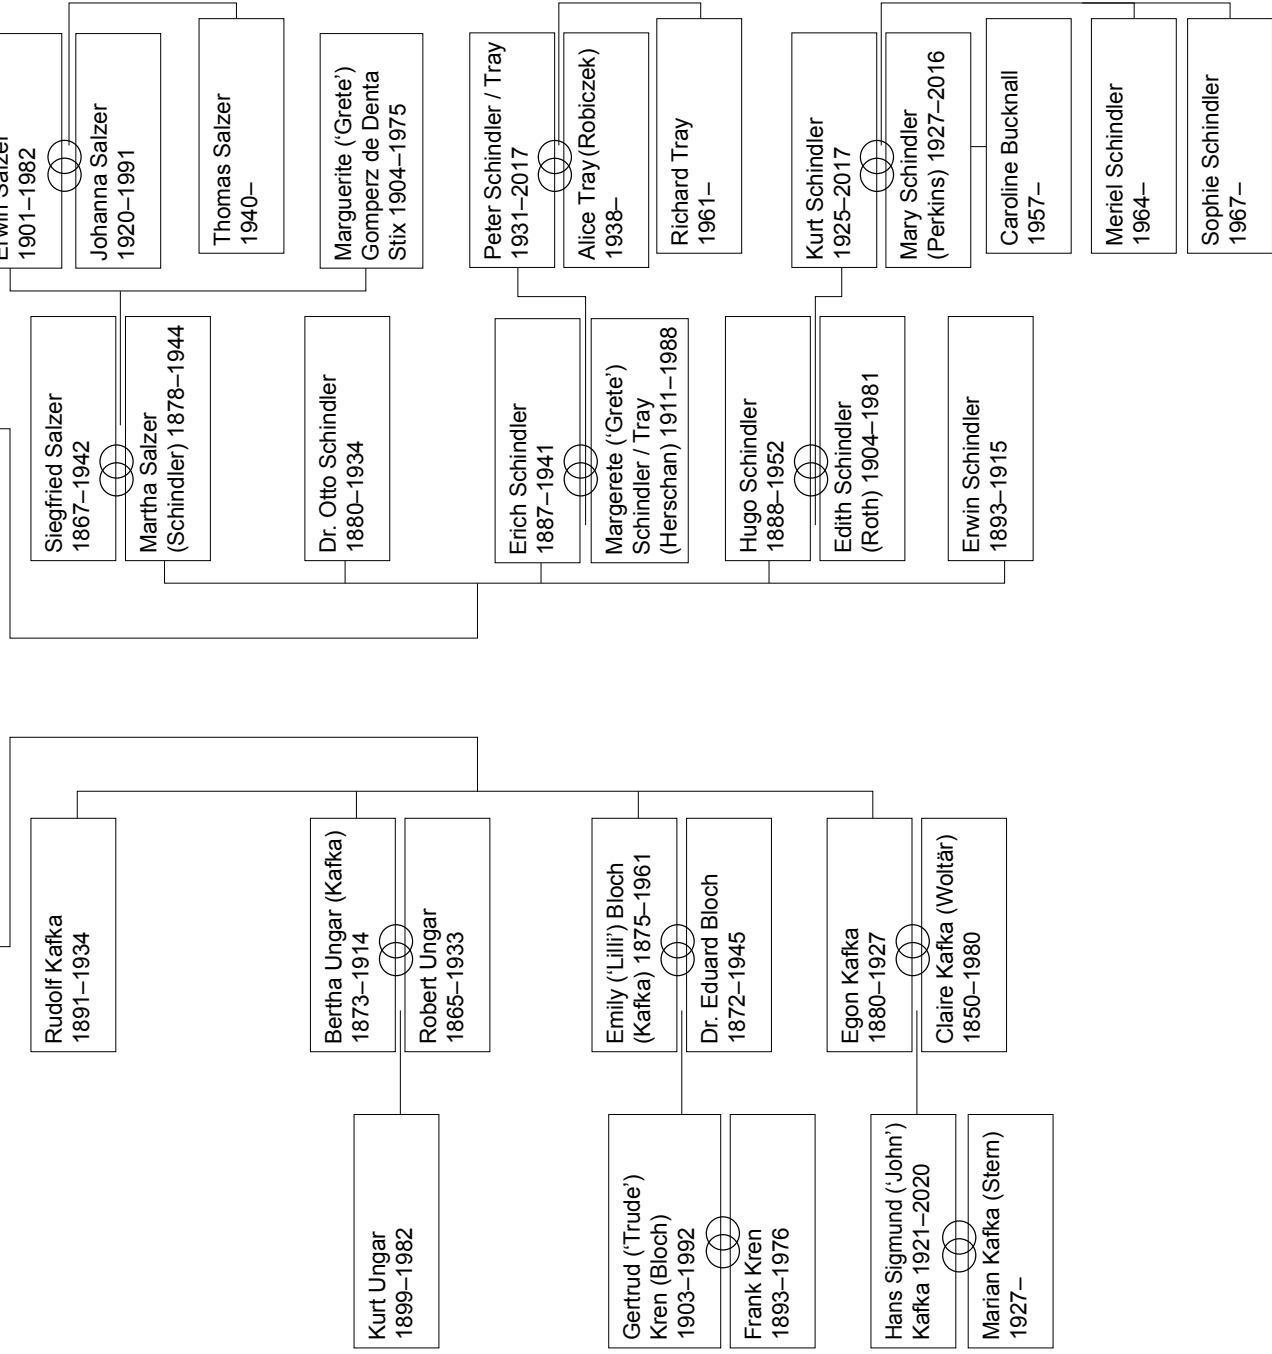 Erwin Salzer
1901–1982
Johanna Salzer
1920–1991
Thomas Salzer
1940–
Marguerite (‘Grete’)
Gomperz de Denta
Stix 1904–1975
Peter Schindler / Tray
1931–2017
Alice Tray (Robiczek)
1938–
Richard Tray
1961–
Kurt Schindler
1925–2017
Mary Schindler
(Perkins) 1927–2016
Caroline Bucknall
1957–
Meriel Schindler
1964–
Sophie Schindler
1967–
Siegfried Salzer
1867–1942
Martha Salzer
(Schindler) 1878–1944
Dr. Otto Schindler
1880–1934
Erich Schindler
1887–1941
Margerete (‘Grete’)
Schindler / Tray
(Herschan) 1911–1988
Hugo Schindler
1888–1952
Edith Schindler
(Roth) 1904–1981
Erwin Schindler
1893–1915
Rudolf Kafka
1891–1934
Bertha Ungar (Kafka)
1873–1914
Robert Ungar
1865–1933
Emily (‘Lilli’) Bloch
(Kafka) 1875–1961
Dr. Eduard Bloch
1872–1945
Egon Kafka
1880–1927
Claire Kafka (Woltär)
1850–1980
Kurt Ungar
1899–1982
Gertrud (‘Trude’)
Kren (Bloch)
1903–1992
Frank Kren
1893–1976
Hans Sigmund (‘John’)
Kafka 1921–2020
Marian Kafka (Stern)
1927–